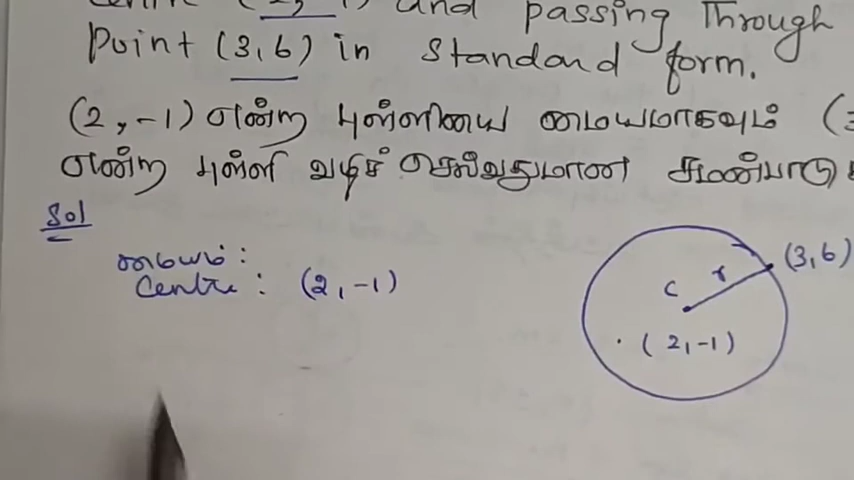 and passing Through
Point (3,6) in Standard form.
(2,-1) என்ற புள்ளியை மையமாகவும் (3
என்ற புள்ளி வழிச் செல்வதுமான சமன்பாடு
Sol
மையம் :
Centre : (2,-1)
(3,6)
r
C
(2,-1)